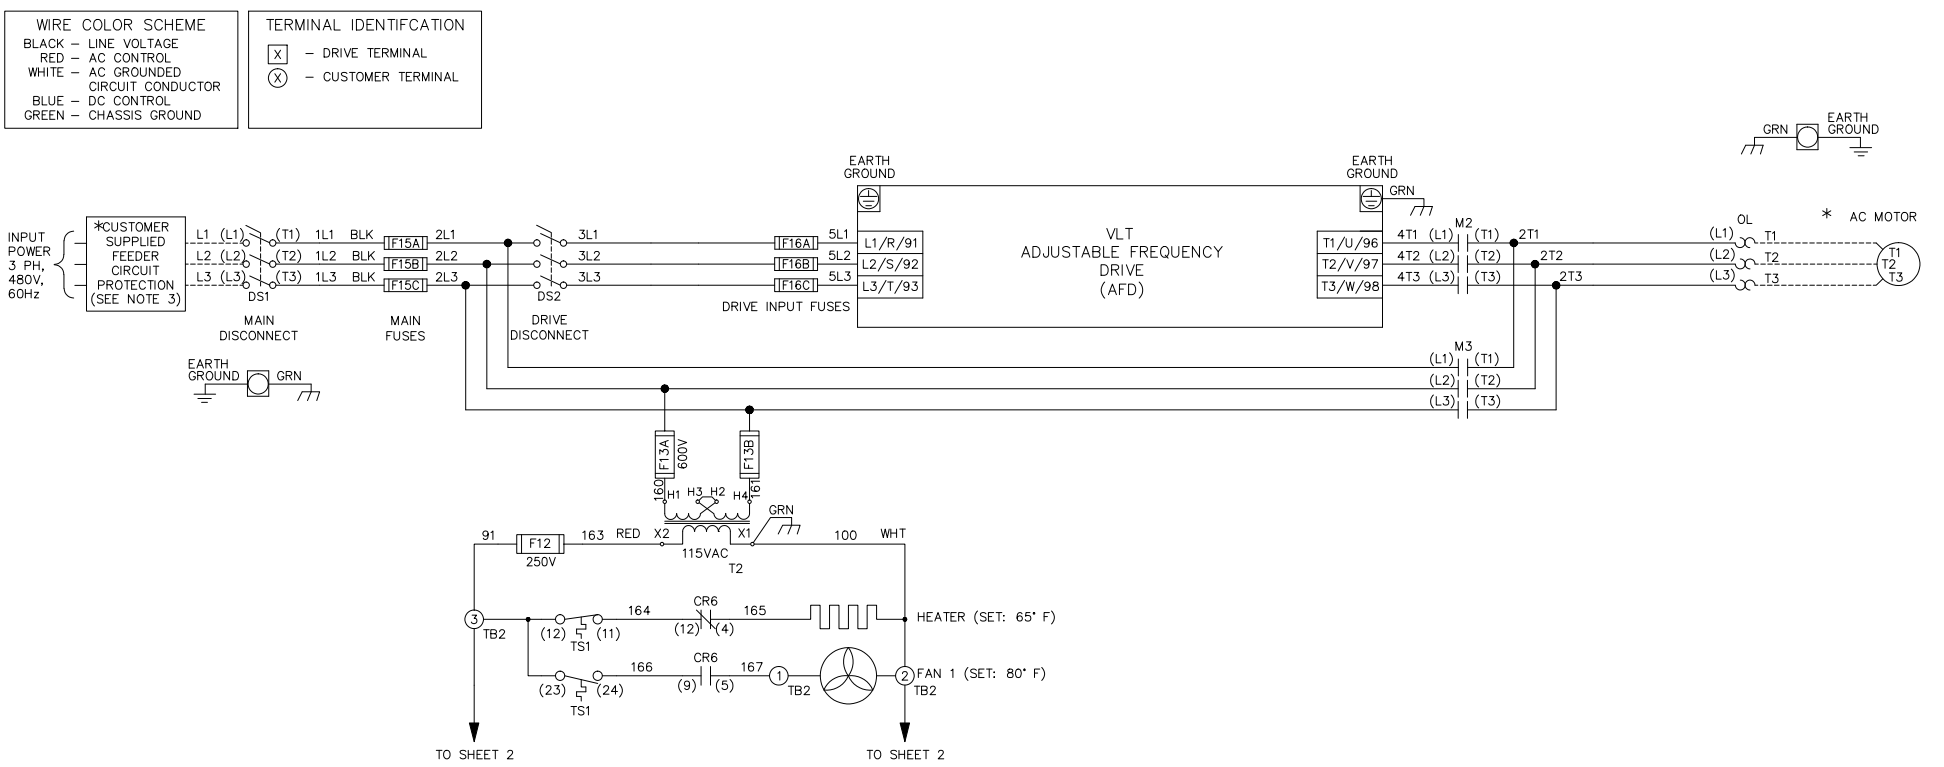 WIRE COLOR SCHEME
BLACK – LINE VOLTAGE
RED – AC CONTROL
WHITE – AC GROUNDED
CIRCUIT CONDUCTOR
BLUE – DC CONTROL
GREEN – CHASSIS GROUND
TERMINAL IDENTIFCATION
X – DRIVE TERMINAL
X – CUSTOMER TERMINAL
GRN
EARTH
GROUND
EARTH
GROUND
EARTH
GROUND
GRN
INPUT
POWER
3 PH,
480V,
60Hz
*CUSTOMER
SUPPLIED
FEEDER
CIRCUIT
PROTECTION
(SEE NOTE 3)
L1 (L1) (T1) 1L1 BLK F15A 2L1 3L1 F16A 5L1 L1/R/91
L2 (L2) (T2) 1L2 BLK F15B 2L2 3L2 F16B 5L2 L2/S/92
L3 (L3) (T3) 1L3 BLK F15C 2L3 3L3 F16C 5L3 L3/T/93
DS1
MAIN
DISCONNECT
MAIN
FUSES
DS2
DRIVE
DISCONNECT
DRIVE INPUT FUSES
VLT
ADJUSTABLE FREQUENCY
DRIVE
(AFD)
M2
OL
* AC MOTOR
T1/U/96 4T1 (L1) (T1) 2T1 (L1) T1 T1
T2/V/97 4T2 (L2) (T2) 2T2 (L2) T2 T2
T3/W/98 4T3 (L3) (T3) 2T3 (L3) T3 T3
M3
(L1) (T1)
(L2) (T2)
(L3) (T3)
EARTH
GROUND GRN
F13A
600V
F13B
160
161
H1 H3 H2 H4
GRN
91 F12 163 RED X2 X1 100 WHT
250V
115VAC
T2
3
TB2
(12) (11)
TS1
164
CR6
(12) (4)
165
HEATER (SET: 65° F)
(23) (24)
TS1
166
CR6
(9) (5)
167
1
TB2
2
TB2
FAN 1 (SET: 80° F)
TO SHEET 2
TO SHEET 2